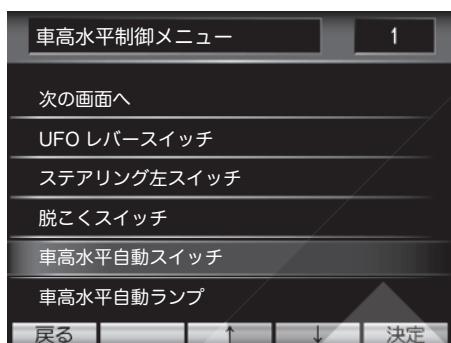 車高水平制御メニュー 1
次の画面へ
UFO レバースイッチ
ステアリング左スイッチ
脱こくスイッチ
車高水平自動スイッチ
車高水平自動ランプ
戻る ↑ ↓ 決定